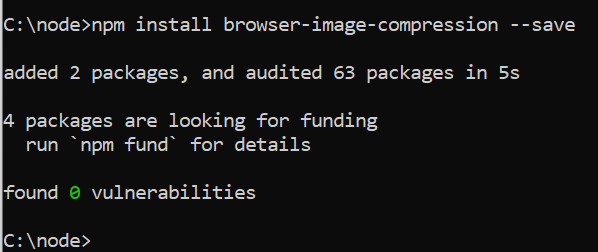 C:\node>npm install browser-image-compression --save
added 2 packages, and audited 63 packages in 5s
4 packages are looking for funding
  run `npm fund` for details
found 0 vulnerabilities
C:\node>